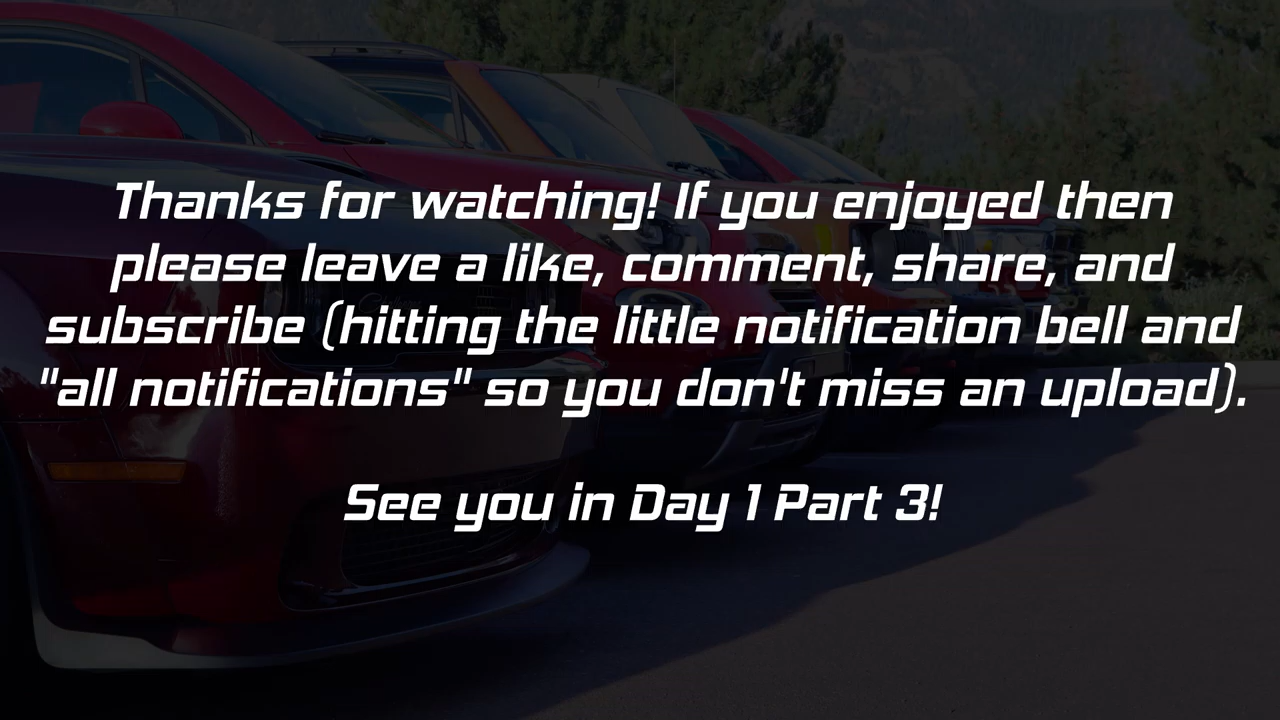 Thanks for watching! If you enjoyed then
please leave a like, comment, share, and
subscribe (hitting the little notification bell and
"all notifications" so you don't miss an upload).
See you in Day 1 Part 3!